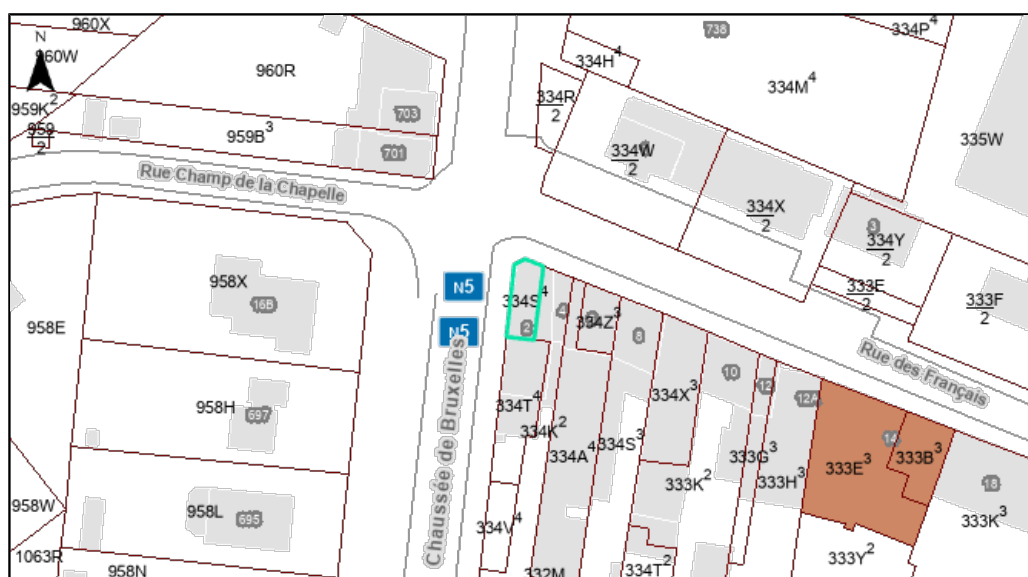 960X
960W
N
960R
959K²
959
2
959B³
703
701
Rue Champ de la Chapelle
738
334P⁴
334H⁴
334M⁴
334R
2
335W
334W
2
334X
2
3
334Y
2
333E
2
333F
2
958X
16B
958E
N5
N5
334S⁴
2
4
334Z³
8
Rue des Français
Chaussée de Bruxelles
958H
697
334T⁴
334K²
334A⁴
334S³
334X³
10
12
12A
14
333G³
333H³
333E³
333B³
18
333K³
333K²
958W
958L
695
334V⁴
1063R
958N
332M
334T²
333Y²